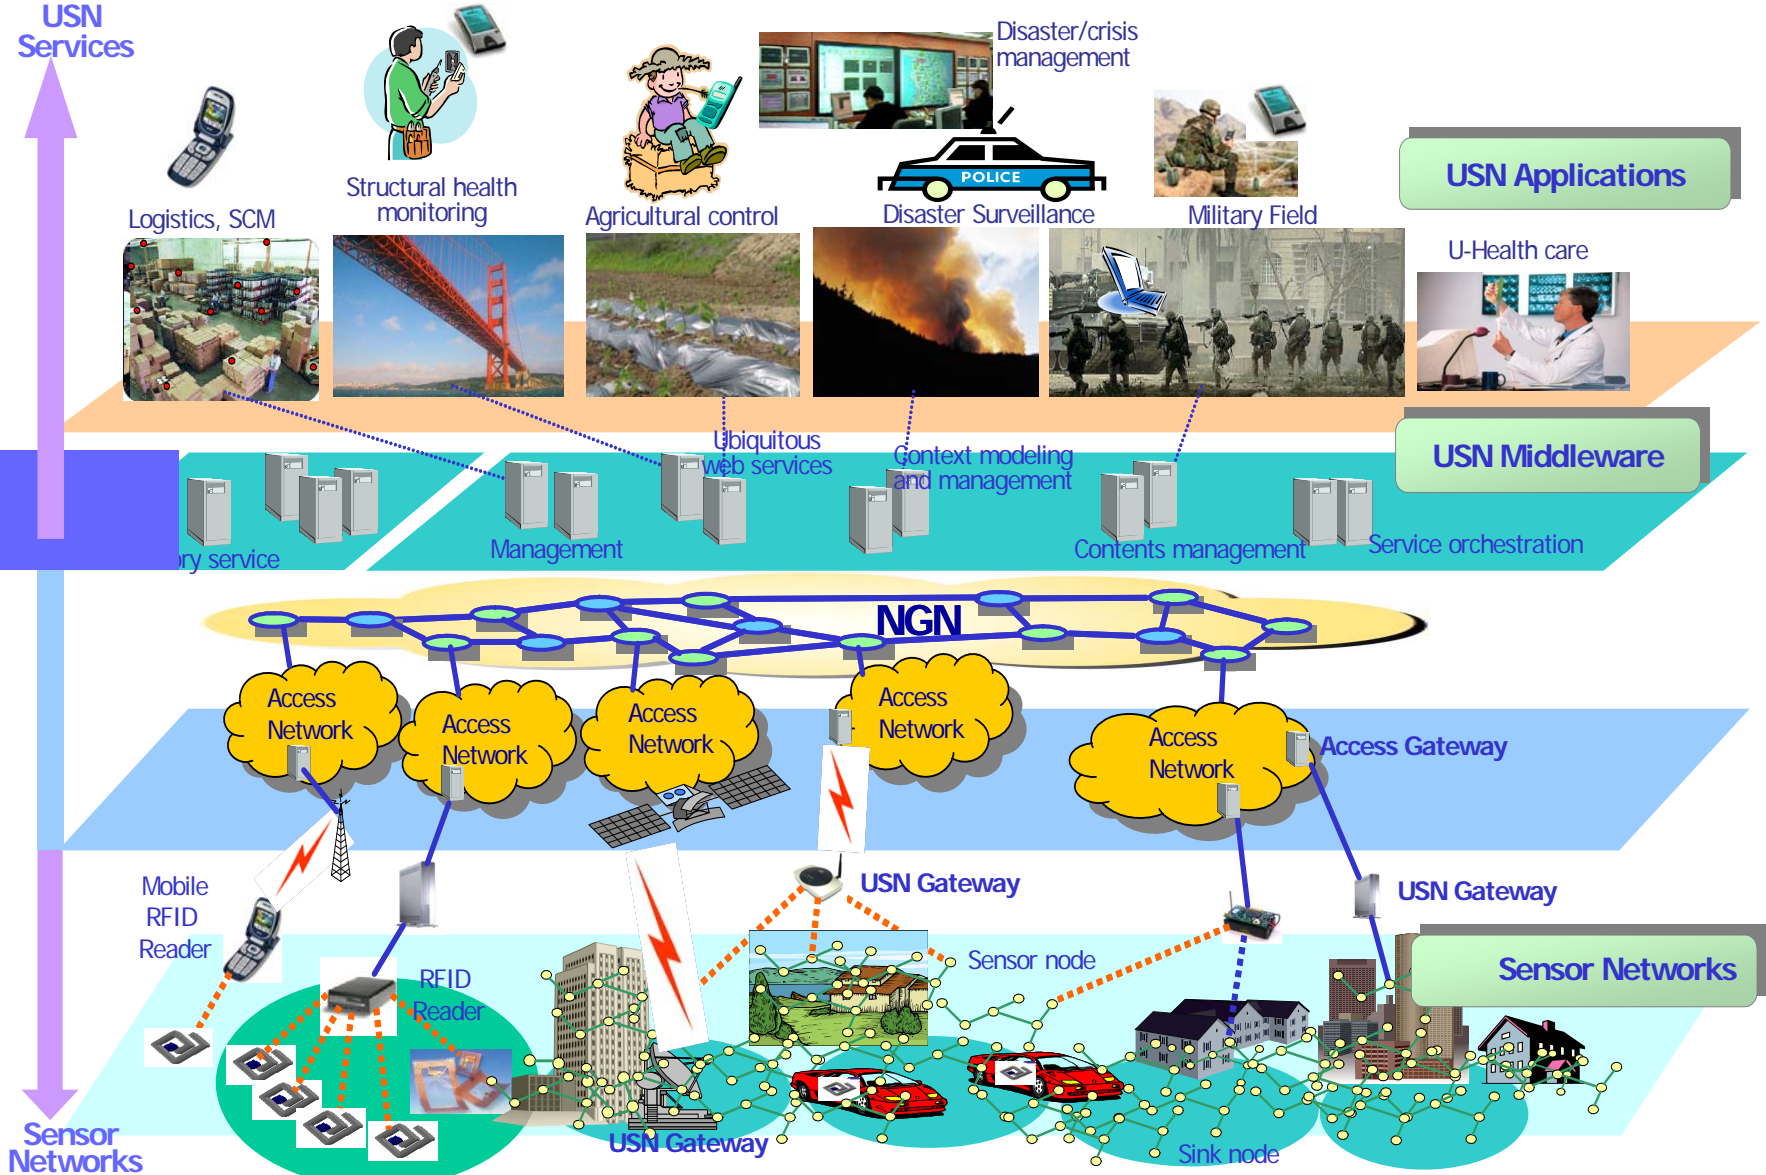 USN
Services
Disaster/crisis
management
Structural health
monitoring
POLICE
USN Applications
Logistics, SCM
Agricultural control
Disaster Surveillance
Military Field
U-Health care
Ubiquitous
web services
Context modeling
and management
USN Middleware
ory service
Management
Contents management
Service orchestration
NGN
Access
Network
Access
Network
Access
Network
Access
Network
Access
Network
Access Gateway
Mobile
RFID
Reader
USN Gateway
USN Gateway
RFID
Reader
Sensor node
Sensor Networks
USN Gateway
Sink node
Sensor
Networks